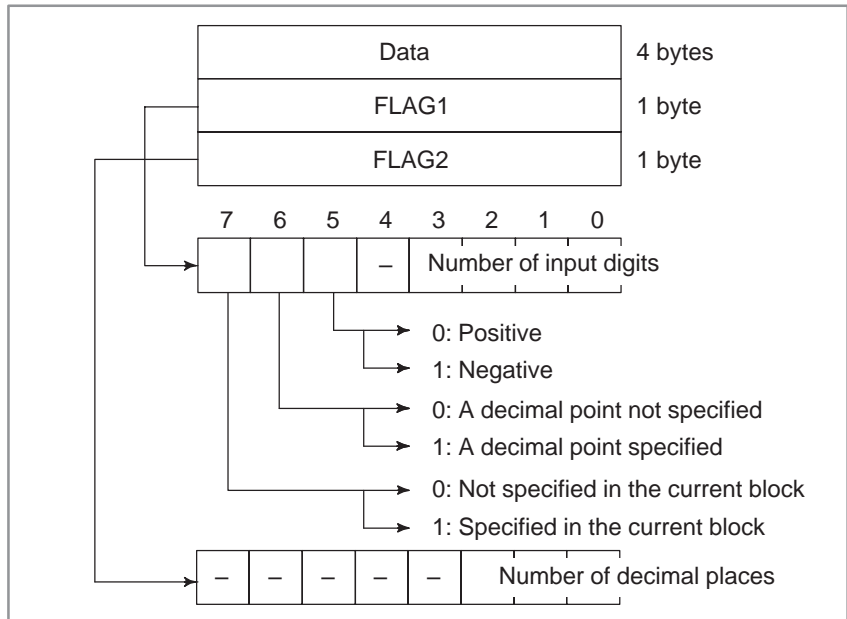 Data 4 bytes
FLAG1 1 byte
FLAG2 1 byte
7 6 5 4 3 2 1 0
– Number of input digits
0: Positive
1: Negative
0: A decimal point not specified
1: A decimal point specified
0: Not specified in the current block
1: Specified in the current block
– – – – – Number of decimal places